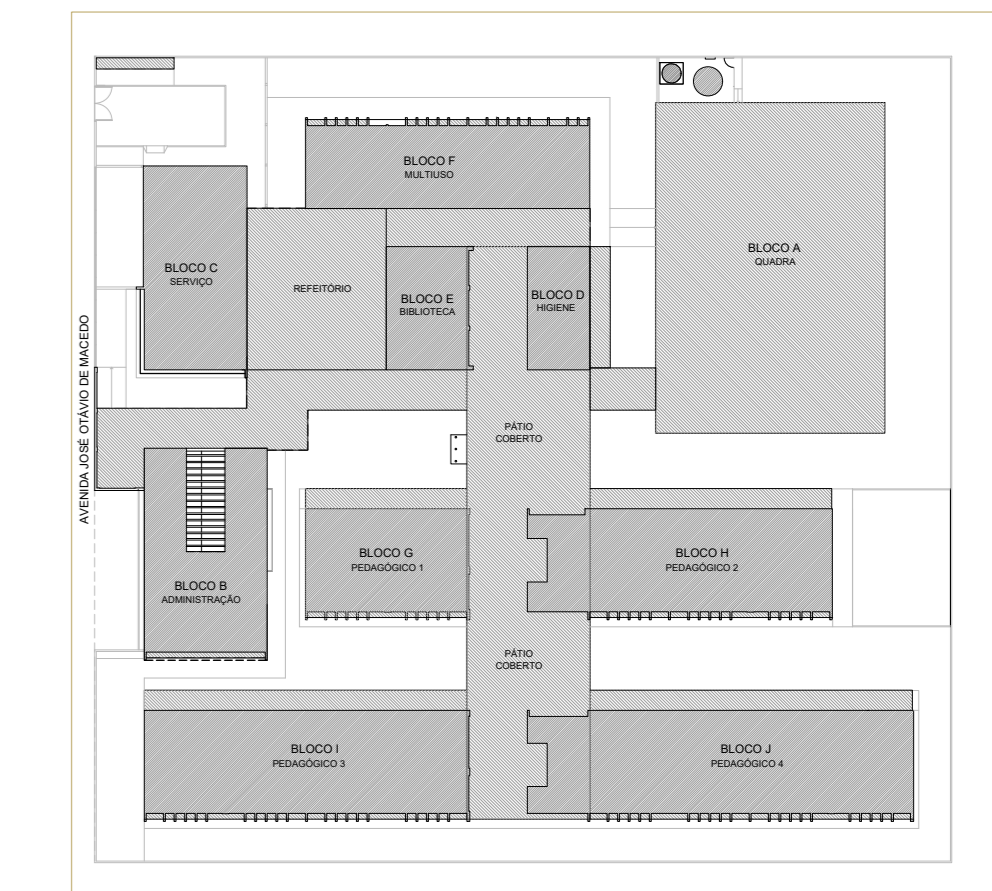 BLOCO F
MULTIUSO
BLOCO A
QUADRA
BLOCO C
SERVIÇO
REFEITÓRIO
BLOCO E
BIBLIOTECA
BLOCO D
HIGIENE
AVENIDA JOSÉ OTÁVIO DE MACEDO
PÁTIO
COBERTO
BLOCO G
PEDAGÓGICO 1
BLOCO H
PEDAGÓGICO 2
BLOCO B
ADMINISTRAÇÃO
PÁTIO
COBERTO
BLOCO I
PEDAGÓGICO 3
BLOCO J
PEDAGÓGICO 4